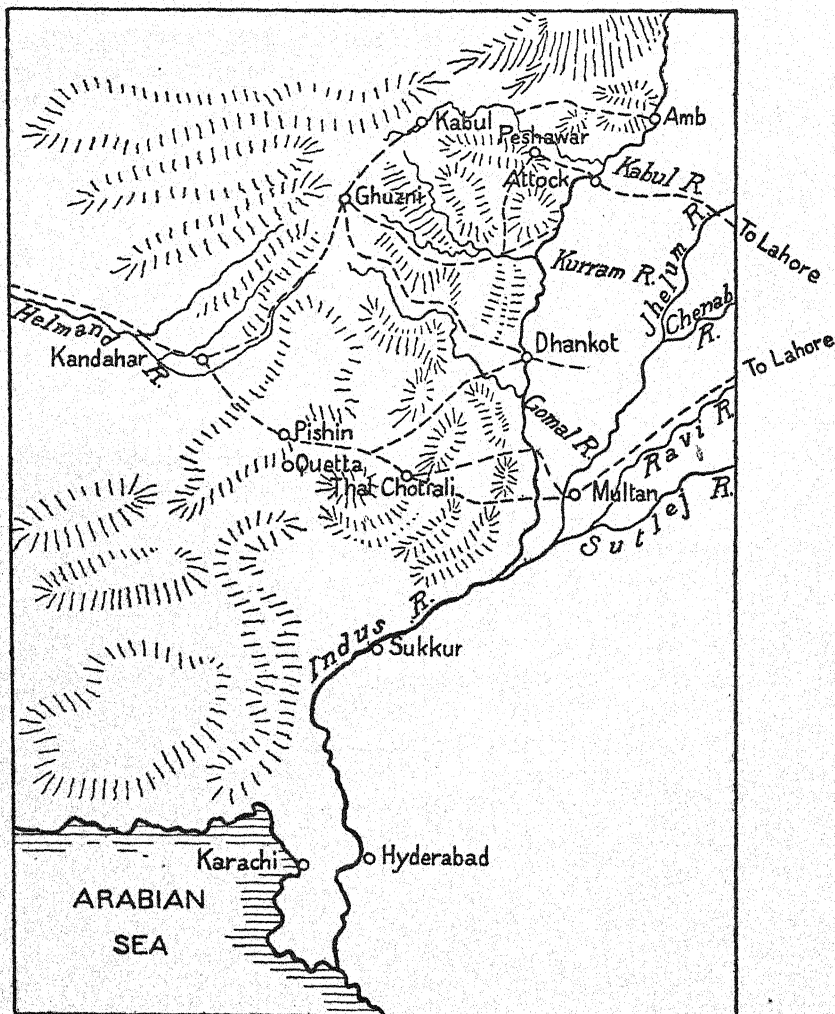 Kabul
Amb
Peshawar
Attock
Kabul R.
Ghuzni
To Lahore
Kurram R.
Jhelum R.
Chenab R.
Helmand R.
Kandahar
Dhankot
To Lahore
Gomal R.
Pishin
Quetta
Ravi R.
Thal Chotiali
Multan
Sutlej R.
Indus R.
Sukkur
Karachi
Hyderabad
ARABIAN
SEA